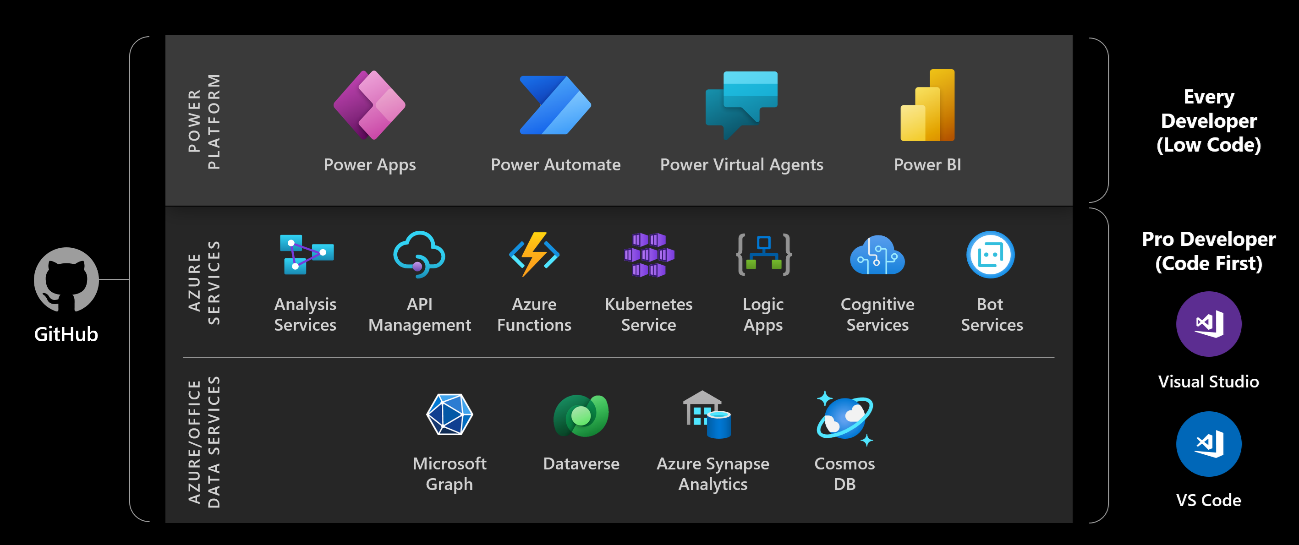 GitHub
POWER
PLATFORM
Power Apps
Power Automate
Power Virtual Agents
Power BI
Every
Developer
(Low Code)
AZURE
SERVICES
Analysis
Services
API
Management
Azure
Functions
Kubernetes
Service
Logic
Apps
Cognitive
Services
Bot
Services
Pro Developer
(Code First)
Visual Studio
VS Code
AZURE/OFFICE
DATA SERVICES
Microsoft
Graph
Dataverse
Azure Synapse
Analytics
Cosmos
DB